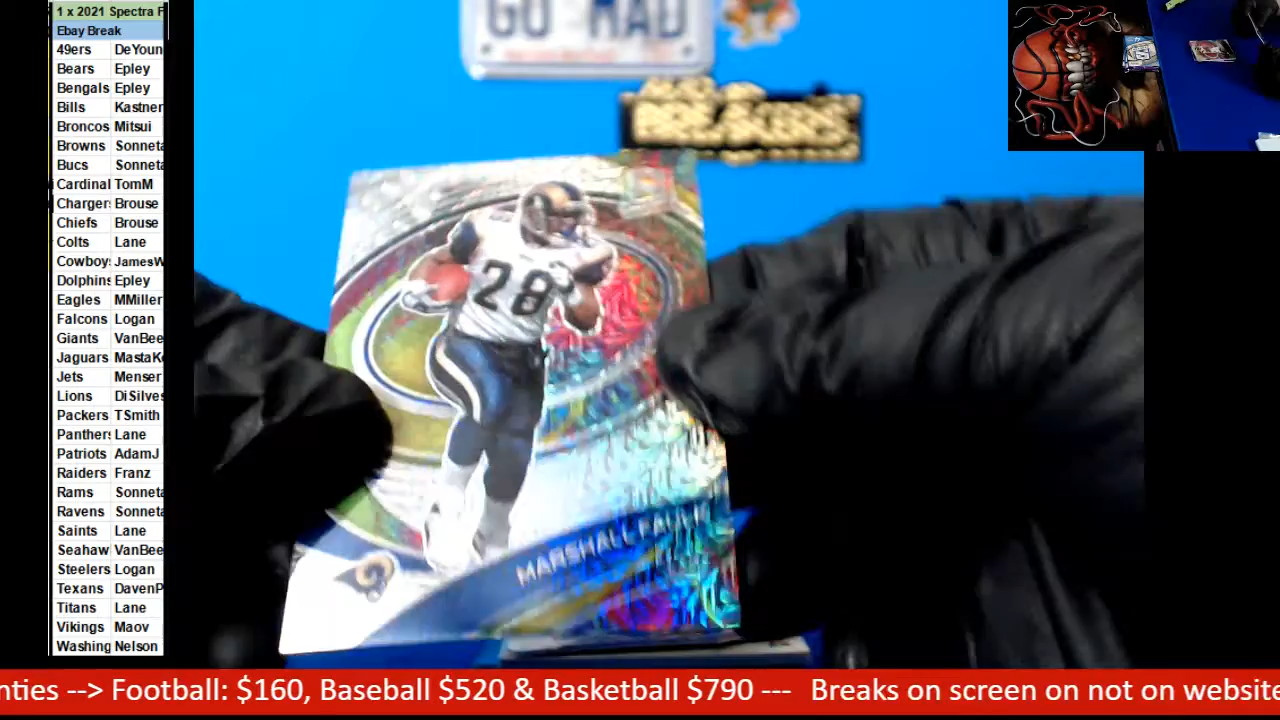 1 x 2021 Spectra F
Ebay Break
49ers DeYoun
Bears Epley
Bengals Epley
Bills Kastner
Broncos Mitsui
Browns Sonneta
Bucs Sonneta
Cardinal TomM
Chargers Brouse
Chiefs Brouse
Colts Lane
Cowboys JamesW
Dolphins Epley
Eagles MMiller
Falcons Logan
Giants VanBee
Jaguars MastaK
Jets Menser
Lions DiSilves
Packers TSmith
Panthers Lane
Patriots AdamJ
Raiders Franz
Rams Sonneta
Ravens Sonneta
Saints Lane
Seahaw VanBee
Steelers Logan
Texans DavenP
Titans Lane
Vikings Maov
Washing Nelson
GO MAD
BREAKERS
28
MARSHALL FAULK
nties --> Football: $160, Baseball $520 & Basketball $790 --- Breaks on screen on not on website